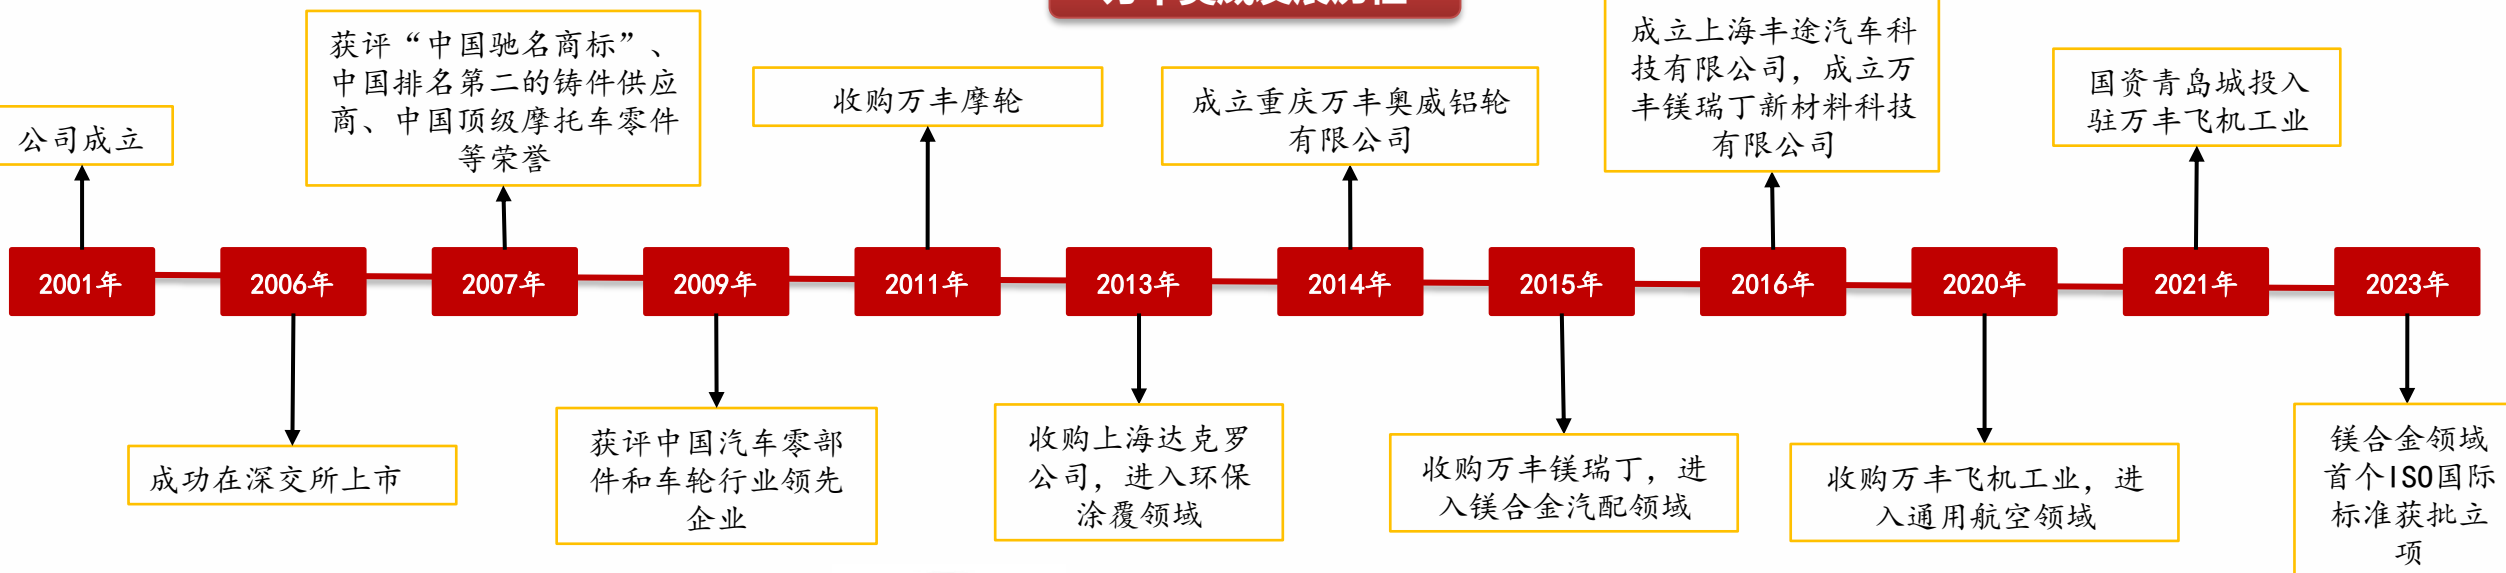 获评“中国驰名商标”、
中国排名第二的铸件供应
商、中国顶级摩托车零件
等荣誉
成立上海丰途汽车科
技有限公司，成立万
丰镁瑞丁新材料科技
有限公司
公司成立
收购万丰摩轮
成立重庆万丰奥威铝轮
有限公司
国资青岛城投入
驻万丰飞机工业
2001年
2006年
2007年
2009年
2011年
2013年
2014年
2015年
2016年
2020年
2021年
2023年
成功在深交所上市
获评中国汽车零部
件和车轮行业领先
企业
收购上海达克罗
公司，进入环保
涂覆领域
收购万丰镁瑞丁，进
入镁合金汽配领域
收购万丰飞机工业，进
入通用航空领域
镁合金领域
首个ISO国际
标准获批立
项